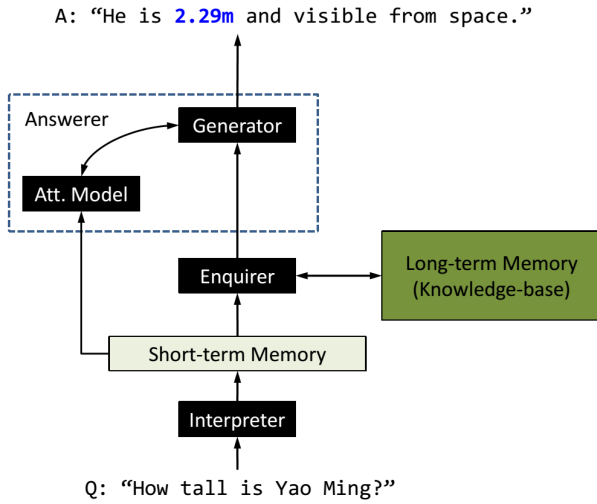 A: “He is 2.29m and visible from space.”
Answerer
Generator
Att. Model
Enquirer
Long-term Memory
(Knowledge-base)
Short-term Memory
Interpreter
Q: “How tall is Yao Ming?”